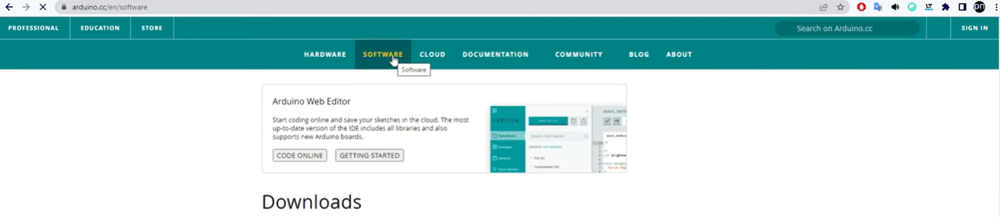 arduino.cc/en/software
PROFESSIONAL EDUCATION STORE Search on Arduino.cc SIGN IN
HARDWARE SOFTWARE CLOUD DOCUMENTATION COMMUNITY BLOG ABOUT
Software
Arduino Web Editor
Start coding online and save your sketches in the cloud. The most
up-to-date version of the IDE includes all libraries and also
supports new Arduino boards.
CODE ONLINE GETTING STARTED
Downloads